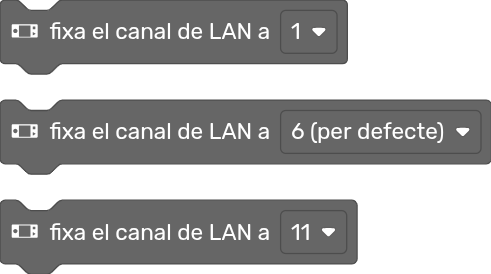 fixa el canal de LAN a 1
fixa el canal de LAN a 6 (per defecte)
fixa el canal de LAN a 11